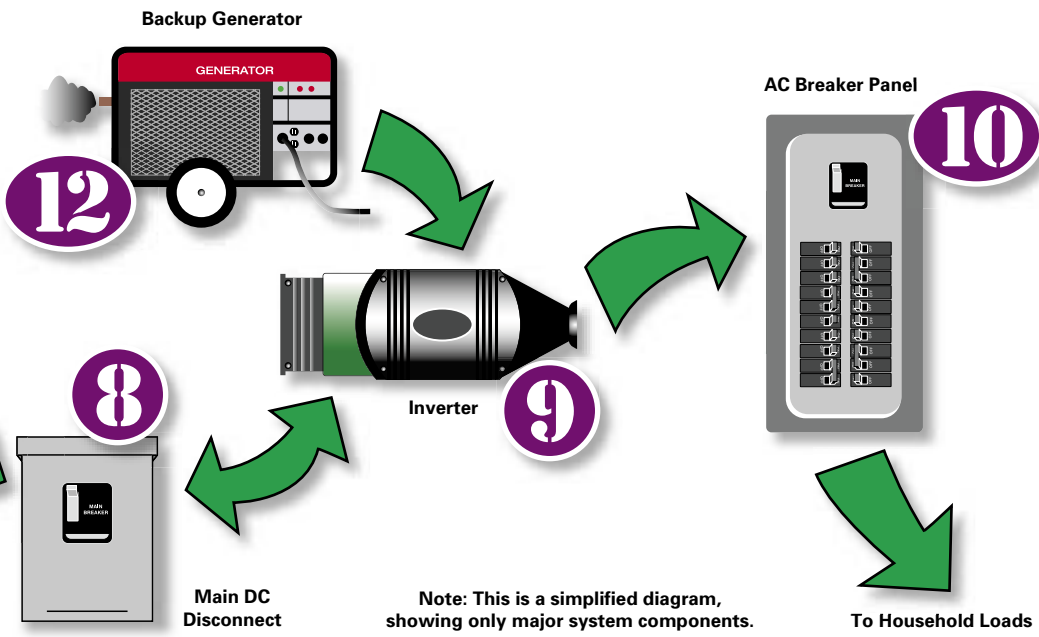 Backup Generator
GENERATOR
12
AC Breaker Panel
10
MAIN
BREAKER
Inverter
9
8
MAIN
BREAKER
Main DC
Disconnect
Note: This is a simplified diagram,
showing only major system components.
To Household Loads